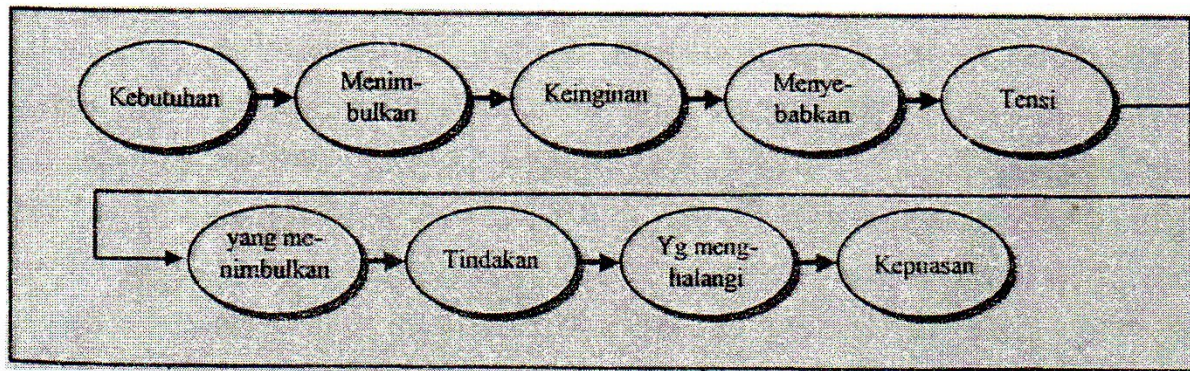 Kebutuhan
Menim-
bulkan
Keinginan
Menye-
babkan
Tensi
yang me-
nimbulkan
Tindakan
Yg meng-
halangi
Kepuasan